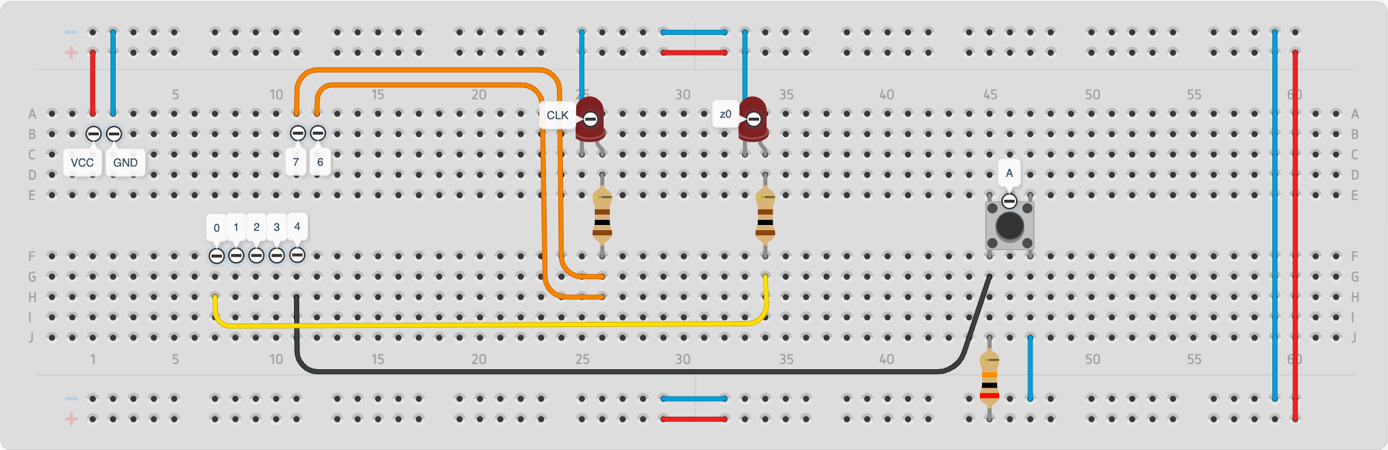 −
+
5 10 15 20 25 30 35 40 45 50 55 60
A CLK z0 A
B B
VCC GND 7 6
C C
D A D
E E
0 1 2 3 4
F F
G G
H H
I I
J J
1 5 10 15 20 25 30 35 40 45 50 55 60
−
+